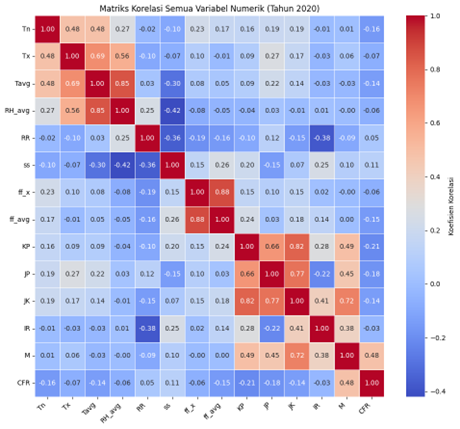 Matriks Korelasi Semua Variabel Numerik (Tahun 2020)
Tn 1.00 0.48 0.48 0.27 -0.02 -0.10 0.23 0.17 0.16 0.19 0.19 -0.01 0.01 -0.16
Tx 0.48 1.00 0.69 0.56 -0.10 -0.07 0.10 -0.01 0.09 0.27 0.17 -0.03 0.06 -0.07
Tavg 0.48 0.69 1.00 0.85 0.03 -0.30 0.08 0.05 0.09 0.22 0.14 -0.03 -0.03 -0.14
RH_avg 0.27 0.56 0.85 1.00 0.25 -0.42 -0.08 -0.05 -0.04 0.03 -0.01 0.01 -0.00 -0.06
RR -0.02 -0.10 0.03 0.25 1.00 -0.36 -0.19 -0.16 -0.10 0.12 -0.15 -0.38 -0.09 0.05
ss -0.10 -0.07 -0.30 -0.42 -0.36 1.00 0.15 0.26 0.20 -0.15 0.07 0.25 0.10 0.11
ff_x 0.23 0.10 0.08 -0.08 -0.19 0.15 1.00 0.88 0.15 0.10 0.15 0.02 -0.00 -0.06
ff_avg 0.17 -0.01 0.05 -0.05 -0.16 0.26 0.88 1.00 0.24 0.03 0.18 0.14 0.00 -0.15
KP 0.16 0.09 0.09 -0.04 -0.10 0.20 0.15 0.24 1.00 0.66 0.82 0.28 0.49 -0.21
JP 0.19 0.27 0.22 0.03 0.12 -0.15 0.10 0.03 0.66 1.00 0.77 -0.22 0.45 -0.18
JK 0.19 0.17 0.14 -0.01 -0.15 0.07 0.15 0.18 0.82 0.77 1.00 0.41 0.72 -0.14
IR -0.01 -0.03 -0.03 0.01 -0.38 0.25 0.02 0.14 0.28 -0.22 0.41 1.00 0.38 -0.03
M 0.01 0.06 -0.03 -0.00 -0.09 0.10 -0.00 0.00 0.49 0.45 0.72 0.38 1.00 0.48
CFR -0.16 -0.07 -0.14 -0.06 0.05 0.11 -0.06 -0.15 -0.21 -0.18 -0.14 -0.03 0.48 1.00
Tn Tx Tavg RH_avg RR ss ff_x ff_avg KP JP JK IR M CFR
1.0
0.8
0.6
0.4
0.2
0.0
-0.2
-0.4
Koefisien Korelasi